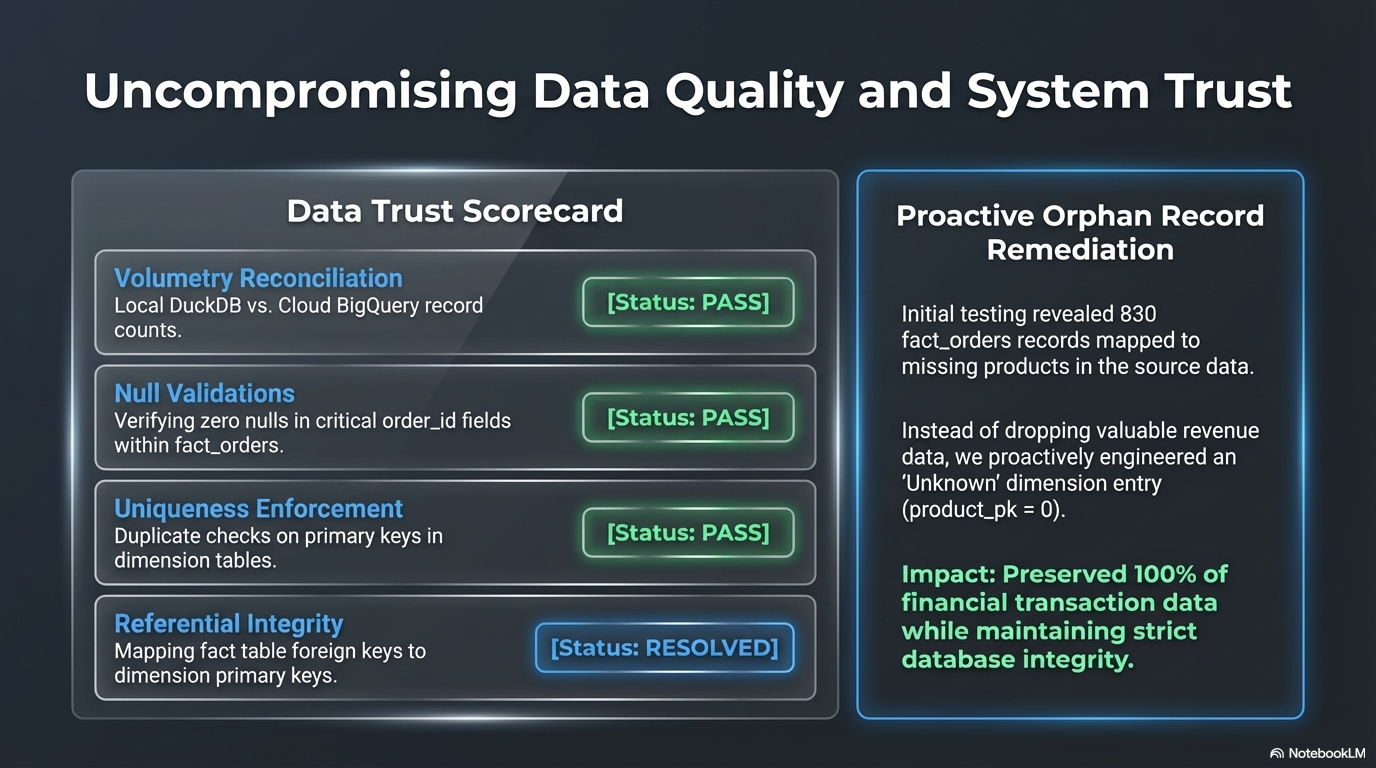 Uncompromising Data Quality and System Trust
Data Trust Scorecard
Volumetry Reconciliation
Local DuckDB vs. Cloud BigQuery record
counts.
[Status: PASS]
Null Validations
Verifying zero nulls in critical order_id fields
within fact_orders.
[Status: PASS]
Uniqueness Enforcement
Duplicate checks on primary keys in
dimension tables.
[Status: PASS]
Referential Integrity
Mapping fact table foreign keys to
dimension primary keys.
[Status: RESOLVED]
Proactive Orphan Record
Remediation
Initial testing revealed 830
fact_orders records mapped to
missing products in the source data.
Instead of dropping valuable revenue
data, we proactively engineered an
‘Unknown’ dimension entry
(product_pk = 0).
Impact: Preserved 100% of
financial transaction data
while maintaining strict
database integrity.
NotebookLM